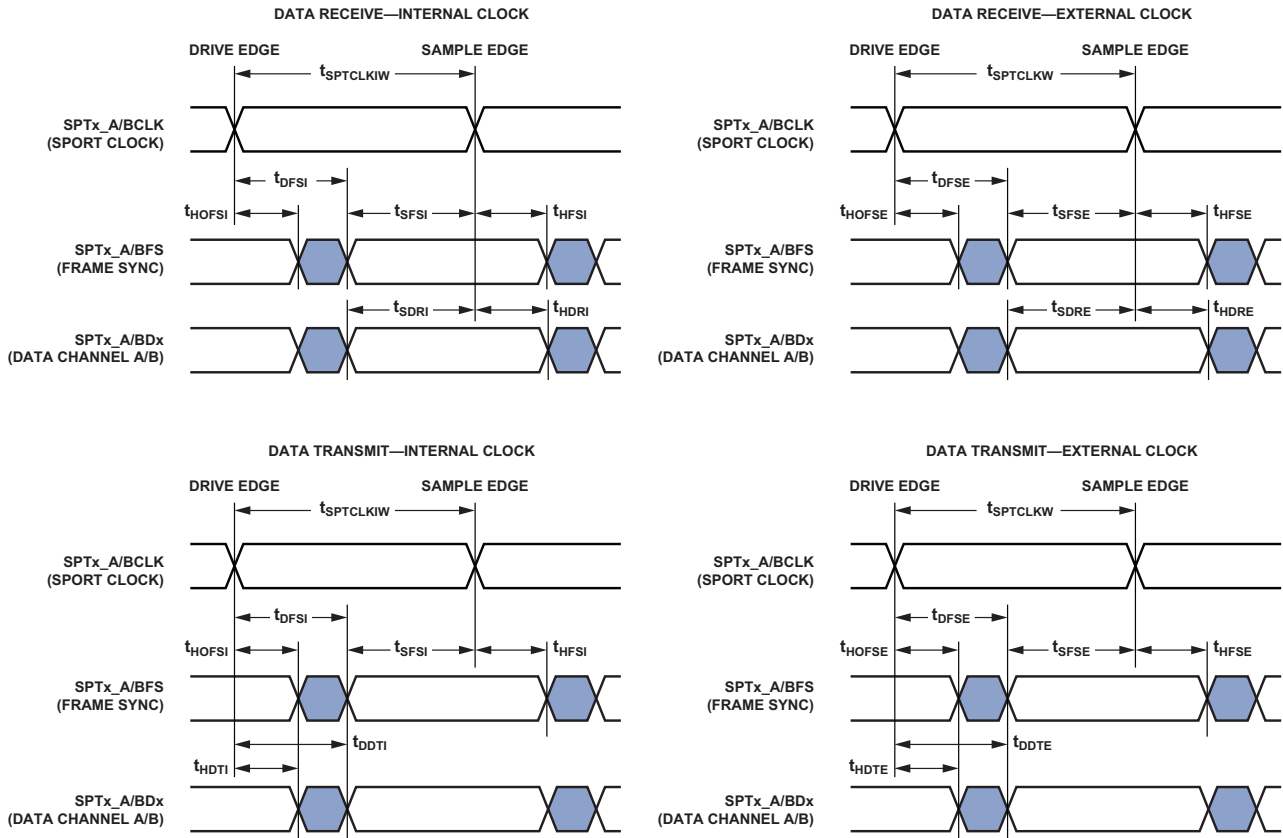 DATA RECEIVE—INTERNAL CLOCK
DRIVE EDGE
SAMPLE EDGE
tSPTCLKIW
SPTx_A/BCLK
(SPORT CLOCK)
tDFSI
tHOFSI
tSFSI
tHFSI
SPTx_A/BFS
(FRAME SYNC)
tSDRI
tHDRI
SPTx_A/BDx
(DATA CHANNEL A/B)
DATA RECEIVE—EXTERNAL CLOCK
DRIVE EDGE
SAMPLE EDGE
tSPTCLKW
SPTx_A/BCLK
(SPORT CLOCK)
tDFSE
tHOFSE
tSFSE
tHFSE
SPTx_A/BFS
(FRAME SYNC)
tSDRE
tHDRE
SPTx_A/BDx
(DATA CHANNEL A/B)
DATA TRANSMIT—INTERNAL CLOCK
DRIVE EDGE
SAMPLE EDGE
tSPTCLKIW
SPTx_A/BCLK
(SPORT CLOCK)
tDFSI
tHOFSI
tSFSI
tHFSI
SPTx_A/BFS
(FRAME SYNC)
tDDTI
tHDTI
SPTx_A/BDx
(DATA CHANNEL A/B)
DATA TRANSMIT—EXTERNAL CLOCK
DRIVE EDGE
SAMPLE EDGE
tSPTCLKW
SPTx_A/BCLK
(SPORT CLOCK)
tDFSE
tHOFSE
tSFSE
tHFSE
SPTx_A/BFS
(FRAME SYNC)
tDDTE
tHDTE
SPTx_A/BDx
(DATA CHANNEL A/B)